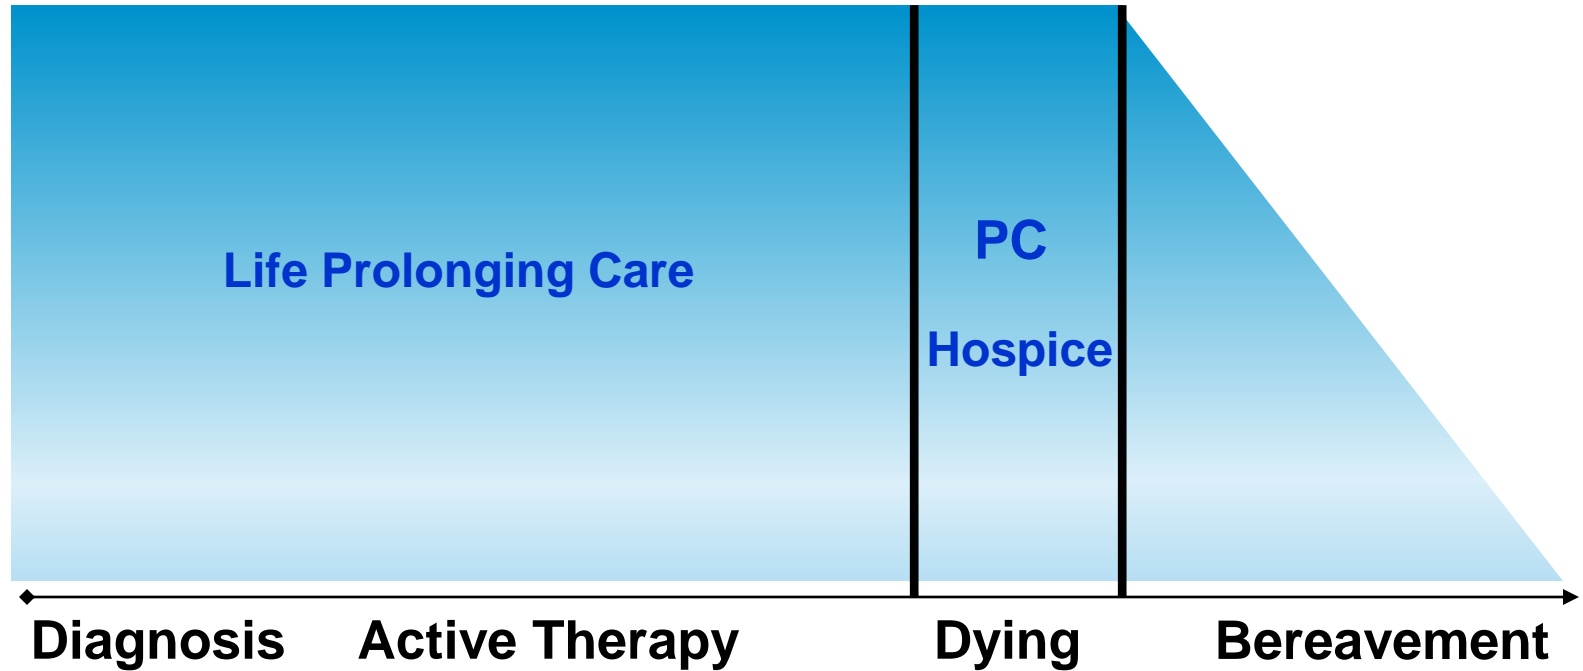 Life Prolonging Care
PC
Hospice
Diagnosis
Active Therapy
Dying
Bereavement